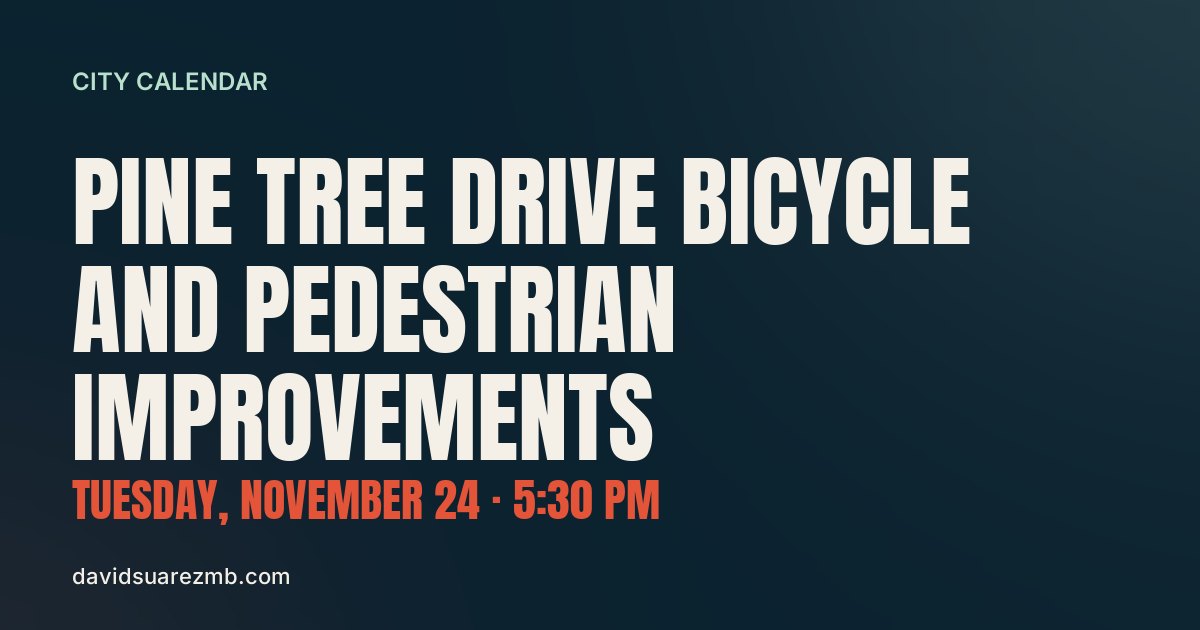 CITY CALENDAR
PINE TREE DRIVE BICYCLE
AND PEDESTRIAN
IMPROVEMENTS
TUESDAY, NOVEMBER 24 · 5:30 PM
davidsuarezmb.com